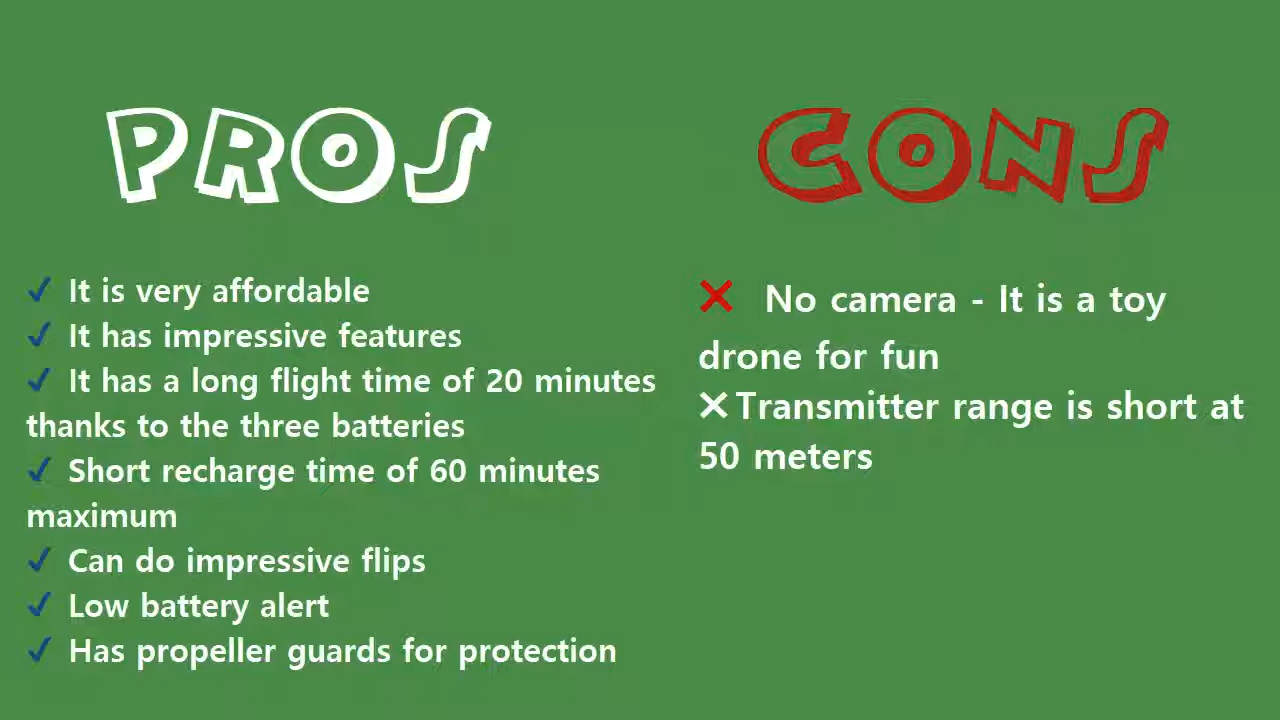 PROS
✓ It is very affordable
✓ It has impressive features
✓ It has a long flight time of 20 minutes
thanks to the three batteries
✓ Short recharge time of 60 minutes
maximum
✓ Can do impressive flips
✓ Low battery alert
✓ Has propeller guards for protection
CONS
❌ No camera - It is a toy
drone for fun
✕Transmitter range is short at
50 meters